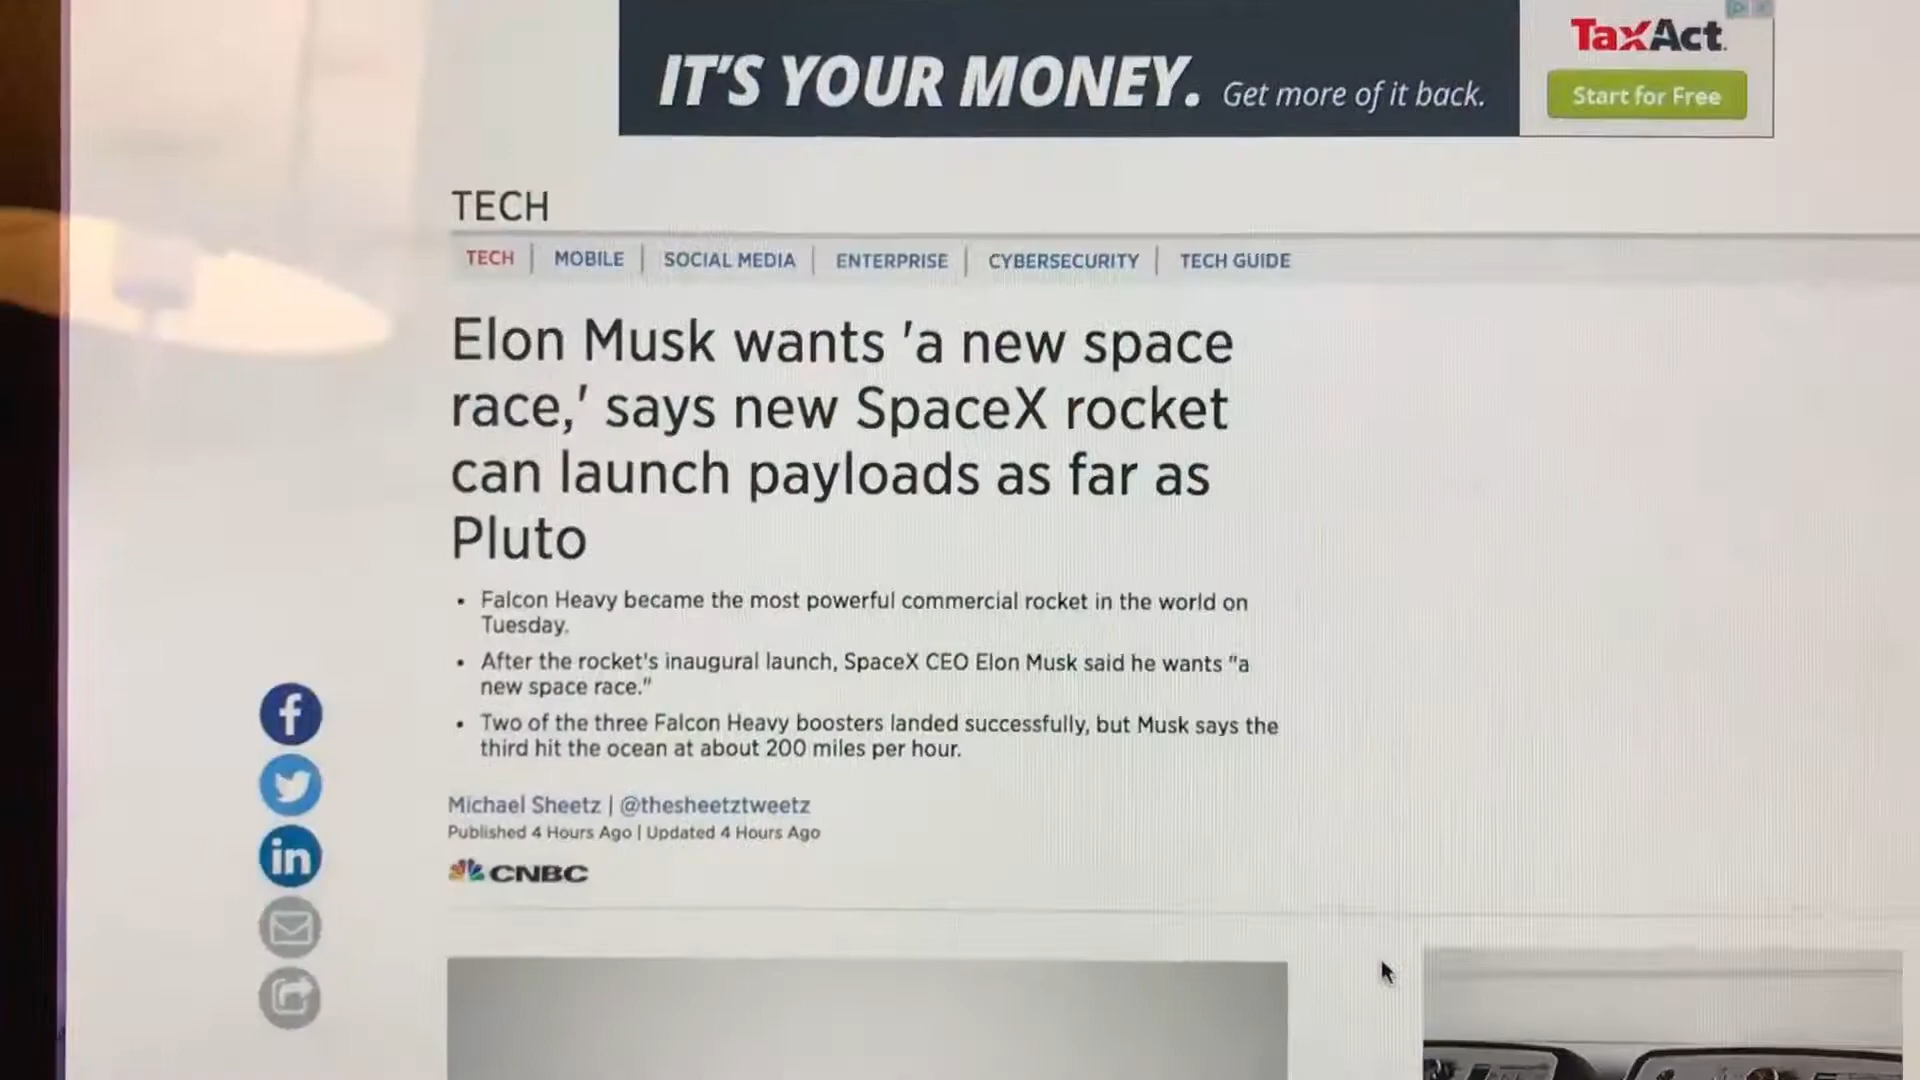 IT'S YOUR MONEY. Get more of it back.
TaxAct.
Start for Free
TECH
TECH | MOBILE | SOCIAL MEDIA | ENTERPRISE | CYBERSECURITY | TECH GUIDE
Elon Musk wants 'a new space
race,' says new SpaceX rocket
can launch payloads as far as
Pluto
• Falcon Heavy became the most powerful commercial rocket in the world on
Tuesday.
• After the rocket's inaugural launch, SpaceX CEO Elon Musk said he wants "a
new space race."
• Two of the three Falcon Heavy boosters landed successfully, but Musk says the
third hit the ocean at about 200 miles per hour.
Michael Sheetz | @thesheetztweetz
Published 4 Hours Ago | Updated 4 Hours Ago
CNBC
f
in